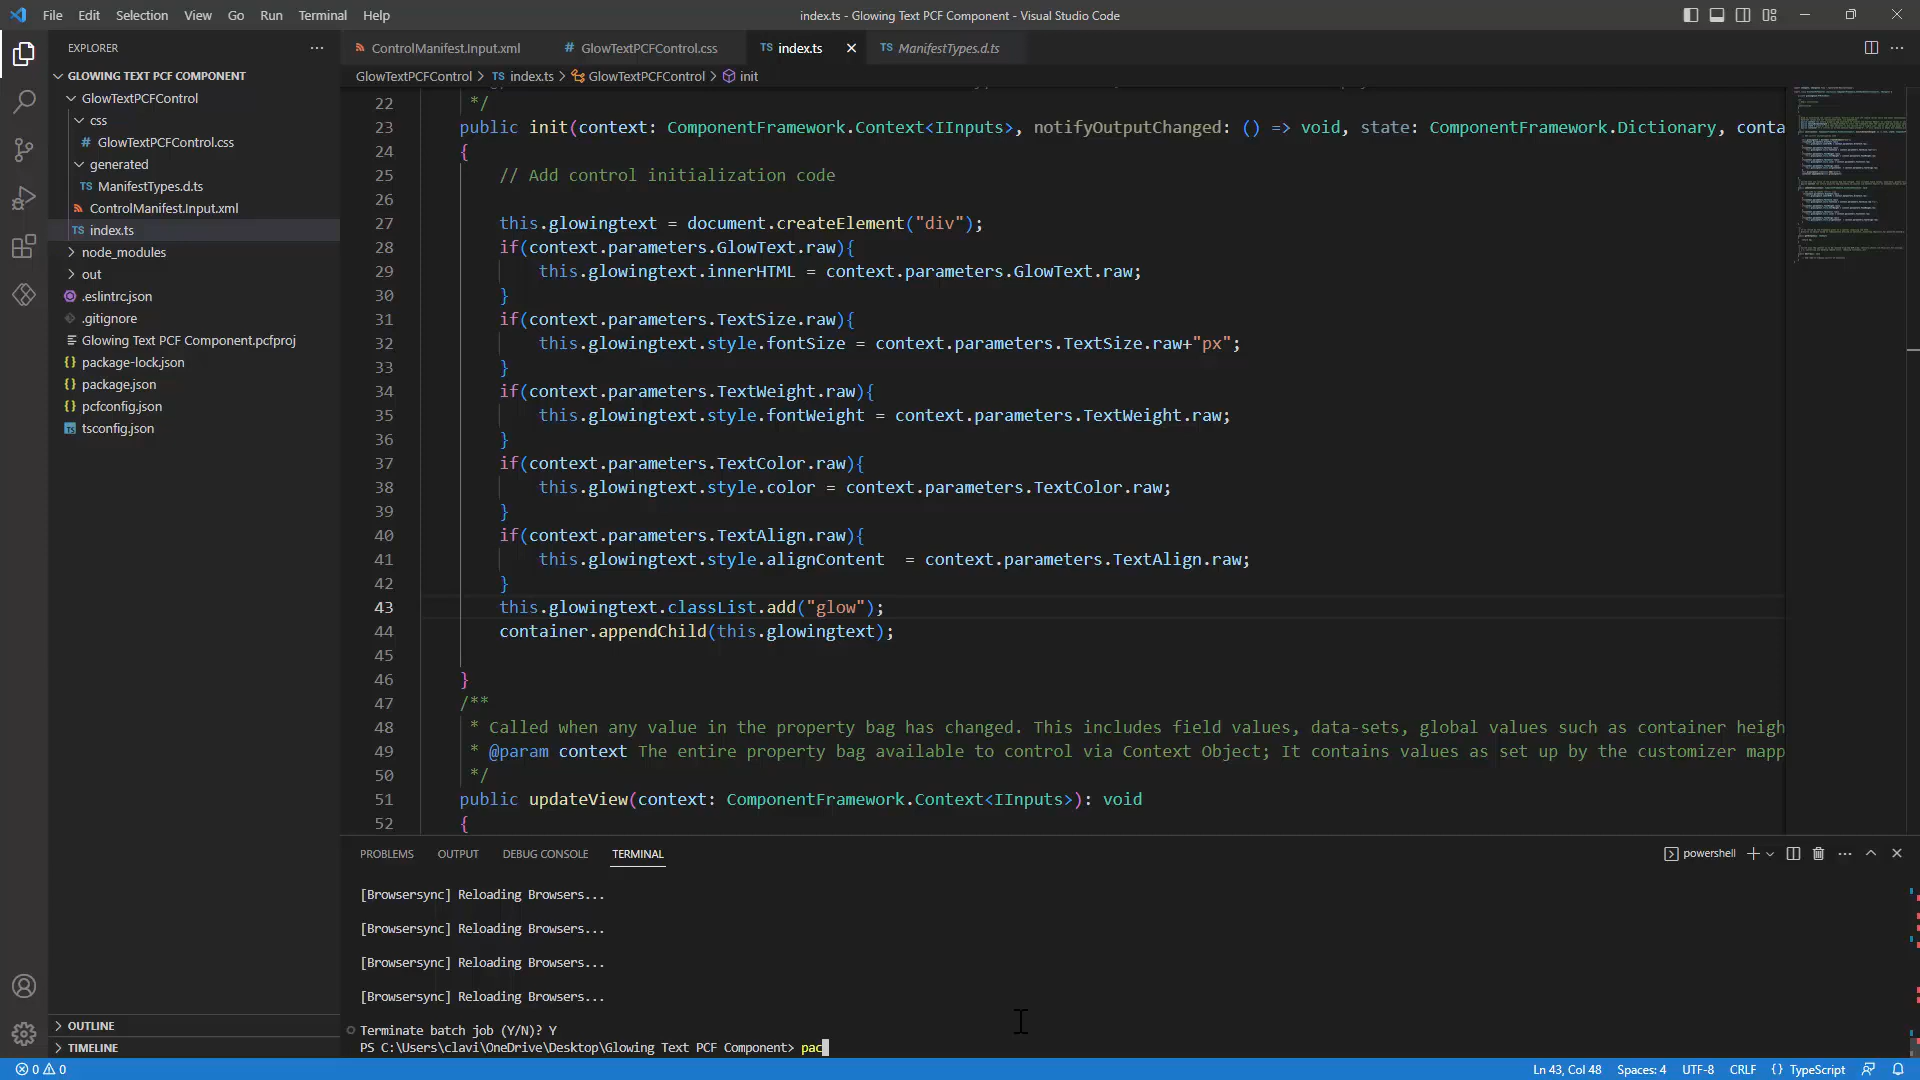 File Edit Selection View Go Run Terminal Help
index.ts - Glowing Text PCF Component - Visual Studio Code
EXPLORER
GLOWING TEXT PCF COMPONENT
GlowTextPCFControl
css
# GlowTextPCFControl.css
generated
TS ManifestTypes.d.ts
ControlManifest.Input.xml
TS index.ts
node_modules
out
.eslintrc.json
.gitignore
Glowing Text PCF Component.pcfproj
{} package-lock.json
{} package.json
{} pcfconfig.json
TS tsconfig.json
OUTLINE
TIMELINE
ControlManifest.Input.xml # GlowTextPCFControl.css TS index.ts TS ManifestTypes.d.ts
GlowTextPCFControl > TS index.ts > GlowTextPCFControl > init
22 */
23 public init(context: ComponentFramework.Context<IInputs>, notifyOutputChanged: () => void, state: ComponentFramework.Dictionary, conta
24 {
25 // Add control initialization code
26
27 this.glowingtext = document.createElement("div");
28 if(context.parameters.GlowText.raw){
29 this.glowingtext.innerHTML = context.parameters.GlowText.raw;
30 }
31 if(context.parameters.TextSize.raw){
32 this.glowingtext.style.fontSize = context.parameters.TextSize.raw+"px";
33 }
34 if(context.parameters.TextWeight.raw){
35 this.glowingtext.style.fontWeight = context.parameters.TextWeight.raw;
36 }
37 if(context.parameters.TextColor.raw){
38 this.glowingtext.style.color = context.parameters.TextColor.raw;
39 }
40 if(context.parameters.TextAlign.raw){
41 this.glowingtext.style.alignContent  = context.parameters.TextAlign.raw;
42 }
43 this.glowingtext.classList.add("glow");
44 container.appendChild(this.glowingtext);
45
46 }
47 /**
48 * Called when any value in the property bag has changed. This includes field values, data-sets, global values such as container heigh
49 * @param context The entire property bag available to control via Context Object; It contains values as set up by the customizer mapp
50 */
51 public updateView(context: ComponentFramework.Context<IInputs>): void
52 {
PROBLEMS OUTPUT DEBUG CONSOLE TERMINAL
powershell
[Browsersync] Reloading Browsers...
[Browsersync] Reloading Browsers...
[Browsersync] Reloading Browsers...
[Browsersync] Reloading Browsers...
Terminate batch job (Y/N)? Y
PS C:\Users\clavi\OneDrive\Desktop\Glowing Text PCF Component> pac
0 0
Ln 43, Col 48 Spaces: 4 UTF-8 CRLF {} TypeScript